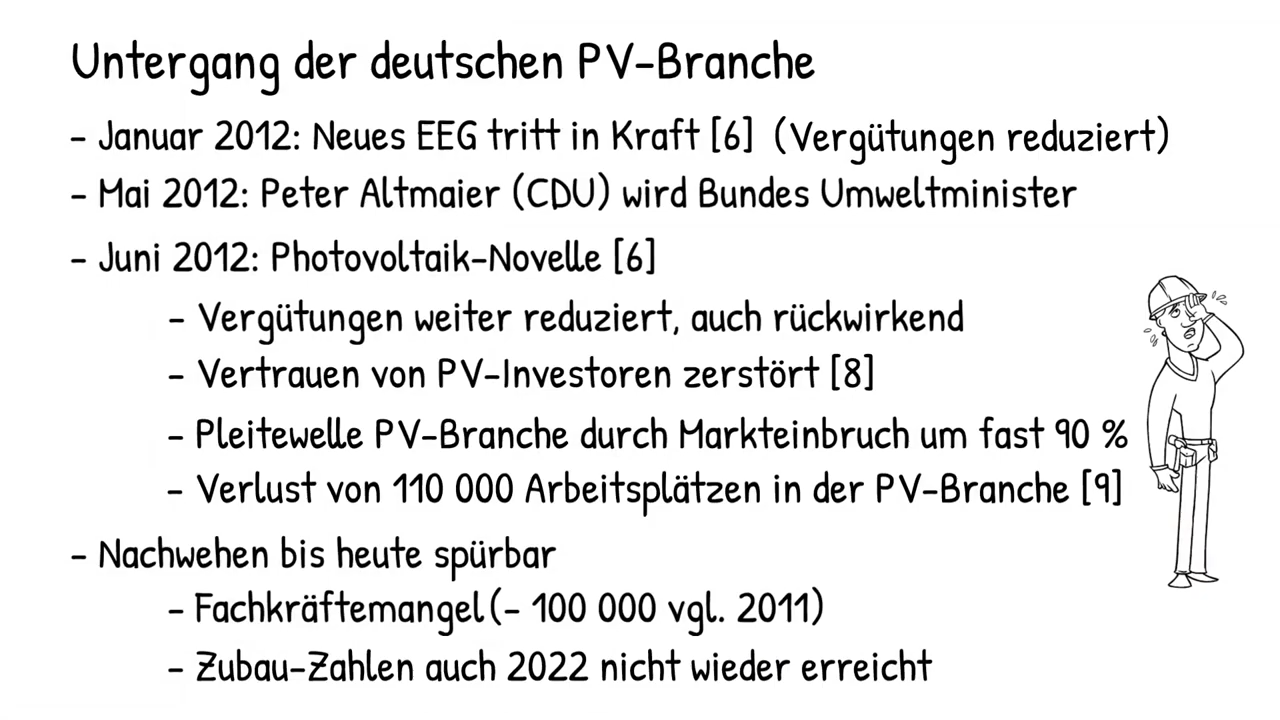 Untergang der deutschen PV-Branche
- Januar 2012: Neues EEG tritt in Kraft [6] (Vergütungen reduziert)
- Mai 2012: Peter Altmaier (CDU) wird Bundes Umweltminister
- Juni 2012: Photovoltaik-Novelle [6]
- Vergütungen weiter reduziert, auch rückwirkend
- Vertrauen von PV-Investoren zerstört [8]
- Pleitewelle PV-Branche durch Markteinbruch um fast 90 %
- Verlust von 110 000 Arbeitsplätzen in der PV-Branche [9]
- Nachwehen bis heute spürbar
- Fachkräftemangel (- 100 000 vgl. 2011)
- Zubau-Zahlen auch 2022 nicht wieder erreicht